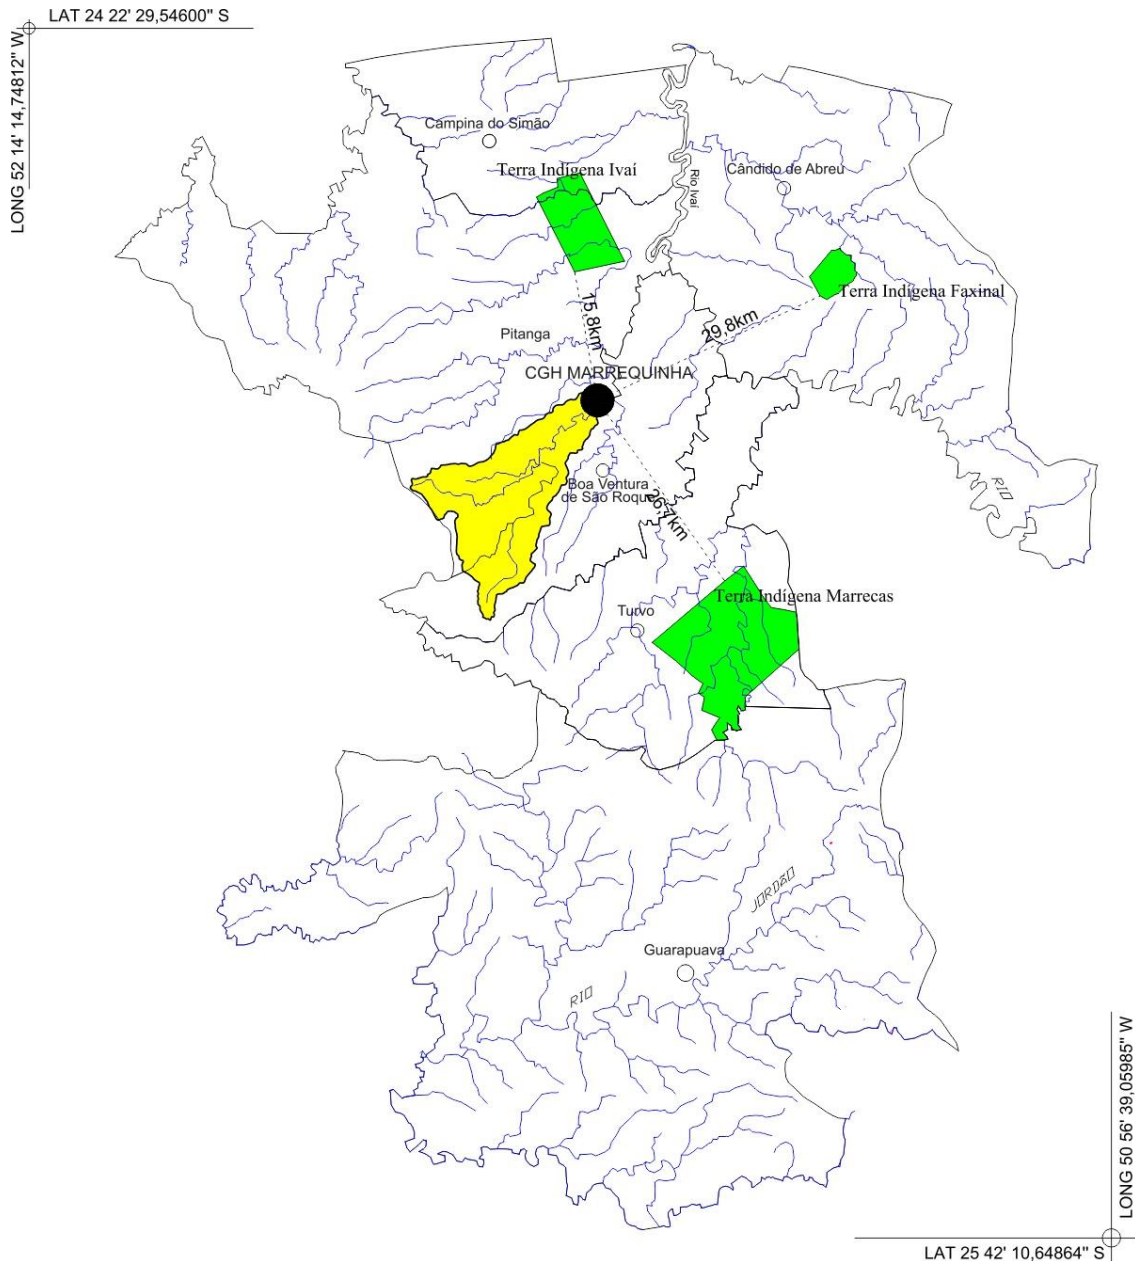 LAT 24 22' 29,54600" S
LONG 52 14' 14,74812" W
Campina do Simão
Terra Indígena Ivaí
Cândido de Abreu
Rio Ivaí
Terra Indígena Faxinal
15,8km
29,8km
Pitanga
CGH MARREQUINHA
Boa Ventura
de São Roque
26,7km
RIO
Terra Indígena Marrecas
Turvo
JORDÃO
Guarapuava
RIO
LONG 50 56' 39,05985" W
LAT 25 42' 10,64864" S